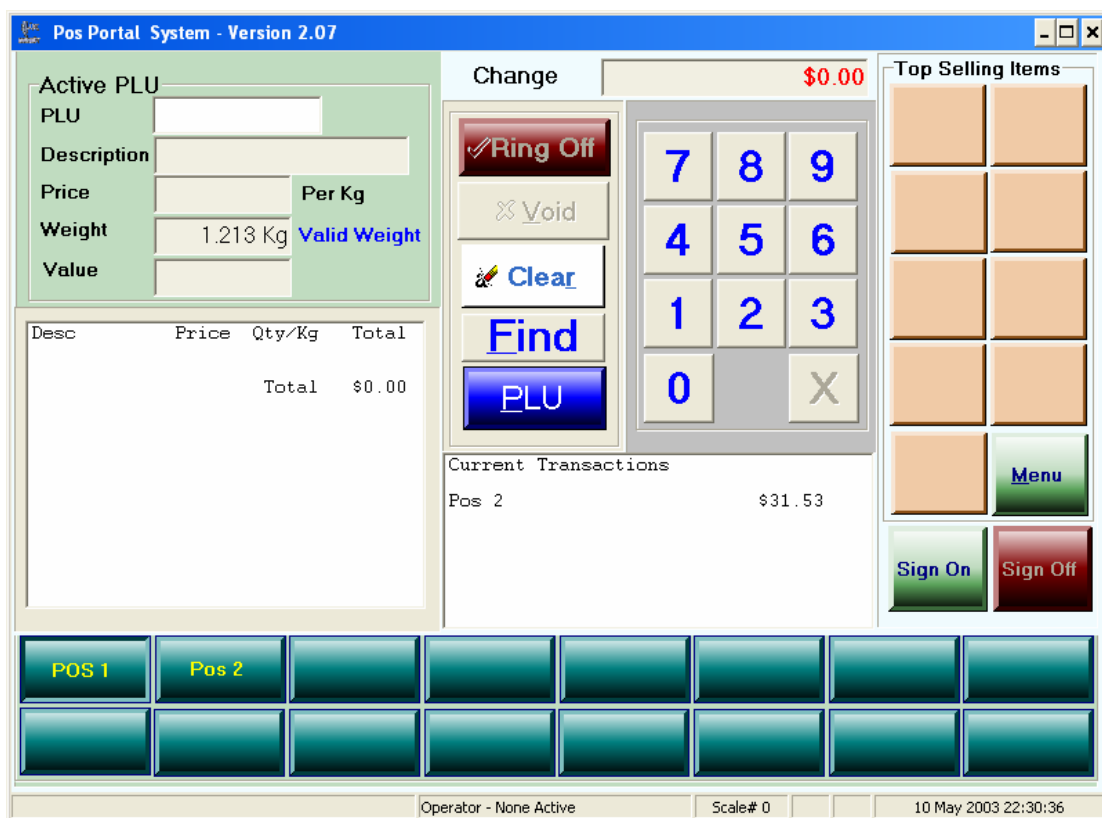 Pos Portal System - Version 2.07
Active PLU
PLU
Description
Price Per Kg
Weight 1.213 Kg Valid Weight
Value
Change $0.00
Ring Off
Void
Clear
Find
PLU
7 8 9
4 5 6
1 2 3
0 X
Top Selling Items
Menu
Sign On Sign Off
Desc Price Qty/Kg Total
Total $0.00
Current Transactions
Pos 2 $31.53
POS 1 Pos 2
Operator - None Active Scale# 0 10 May 2003 22:30:36